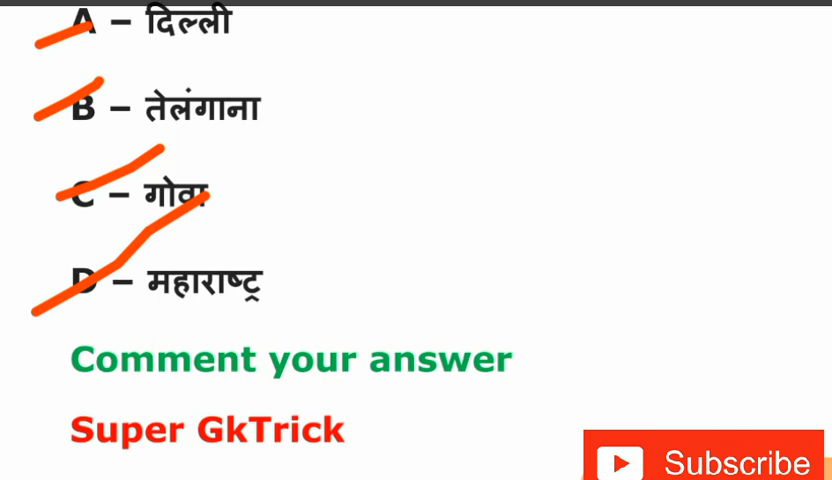 A – दिल्ली
B – तेलंगाना
C – गोवा
D – महाराष्ट्र
Comment your answer
Super GkTrick
Subscribe